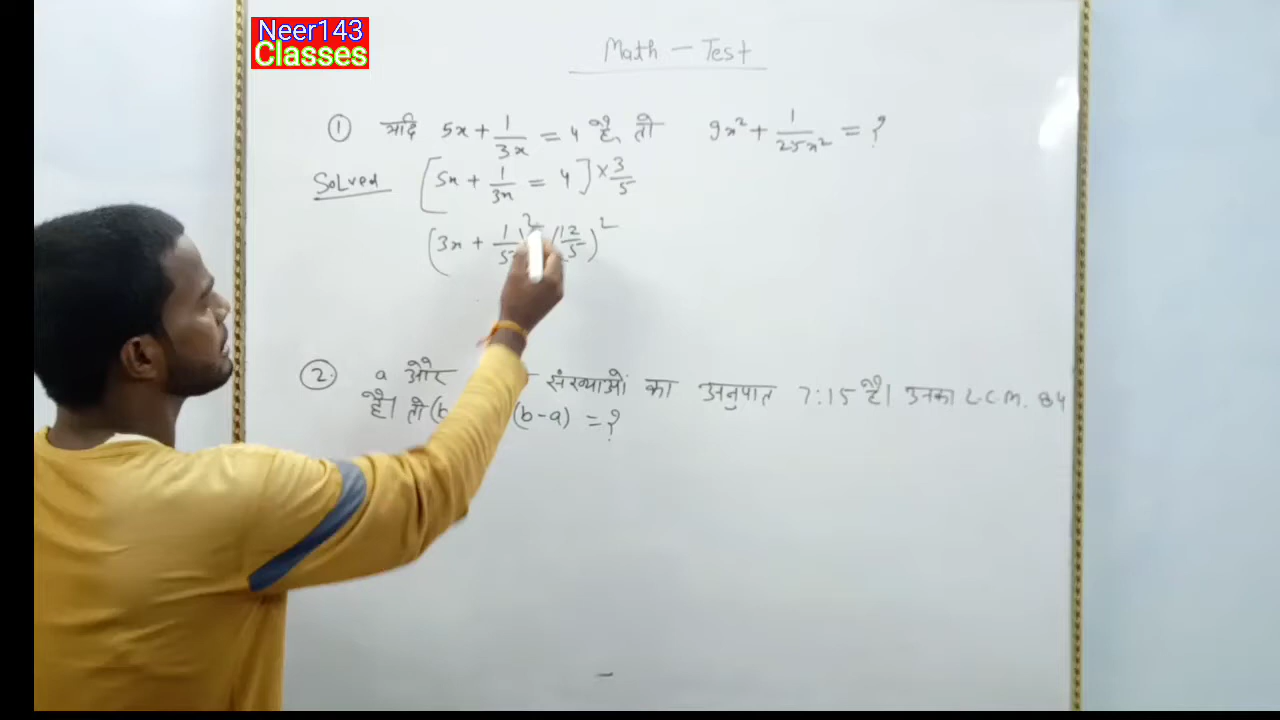 Neer143
Classes
Math - Test
① यदि 5x + 1/3x = 4 है, तो 9x² + 1/25x² = ?
Solved [5x + 1/3x = 4] × 3/5
(3x + 1/5)² (12/5)²
②. a और संख्याओं का अनुपात 7:15 है। उनका L.C.M. 84
है। तो (b (b-a) = ?